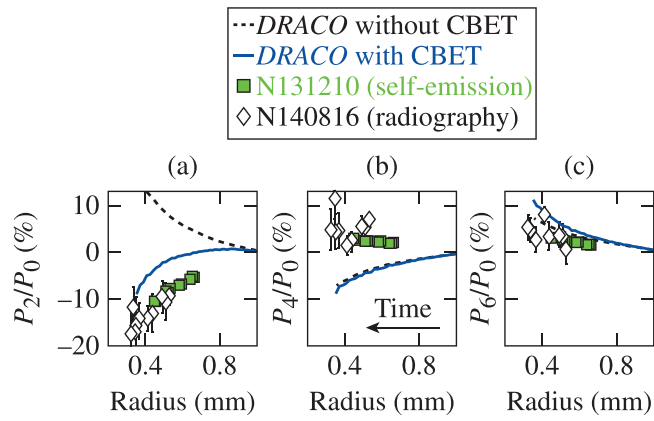 DRACO without CBET
DRACO with CBET
N131210 (self-emission)
N140816 (radiography)
(a) (b) (c)
P2/P0 (%)
10
0
–10
–20
0.4 0.8
Radius (mm)
P4/P0 (%)
Time
0.4 0.8
Radius (mm)
P6/P0 (%)
0.4 0.8
Radius (mm)